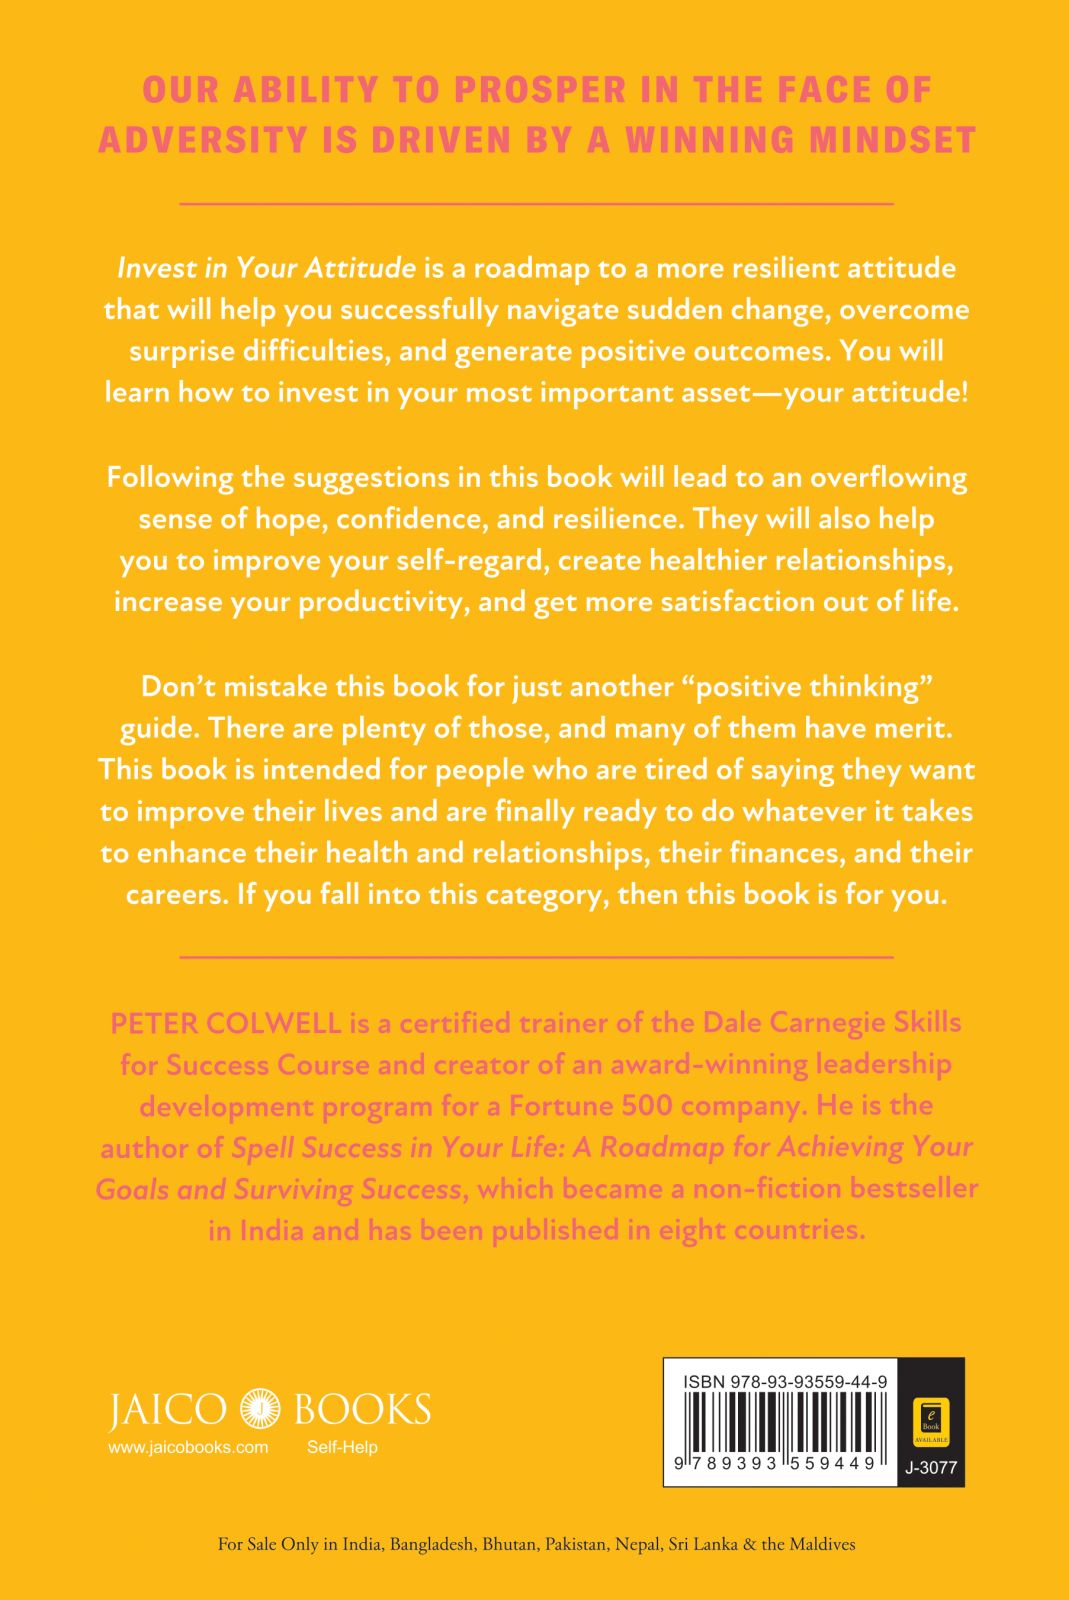 OUR ABILITY TO PROSPER IN THE FACE OF
ADVERSITY IS DRIVEN BY A WINNING MINDSET
Invest in Your Attitude is a roadmap to a more resilient attitude
that will help you successfully navigate sudden change, overcome
surprise difficulties, and generate positive outcomes. You will
learn how to invest in your most important asset—your attitude!
Following the suggestions in this book will lead to an overflowing
sense of hope, confidence, and resilience. They will also help
you to improve your self-regard, create healthier relationships,
increase your productivity, and get more satisfaction out of life.
Don’t mistake this book for just another “positive thinking”
guide. There are plenty of those, and many of them have merit.
This book is intended for people who are tired of saying they want
to improve their lives and are finally ready to do whatever it takes
to enhance their health and relationships, their finances, and their
careers. If you fall into this category, then this book is for you.
PETER COLWELL is a certified trainer of the Dale Carnegie Skills
for Success Course and creator of an award-winning leadership
development program for a Fortune 500 company. He is the
author of Spell Success in Your Life: A Roadmap for Achieving Your
Goals and Surviving Success, which became a non-fiction bestseller
in India and has been published in eight countries.
JAICO J BOOKS
www.jaicobooks.com Self-Help
ISBN 978-93-93559-44-9
9 789393 559449
e
Book
AVAILABLE
J-3077
For Sale Only in India, Bangladesh, Bhutan, Pakistan, Nepal, Sri Lanka & the Maldives